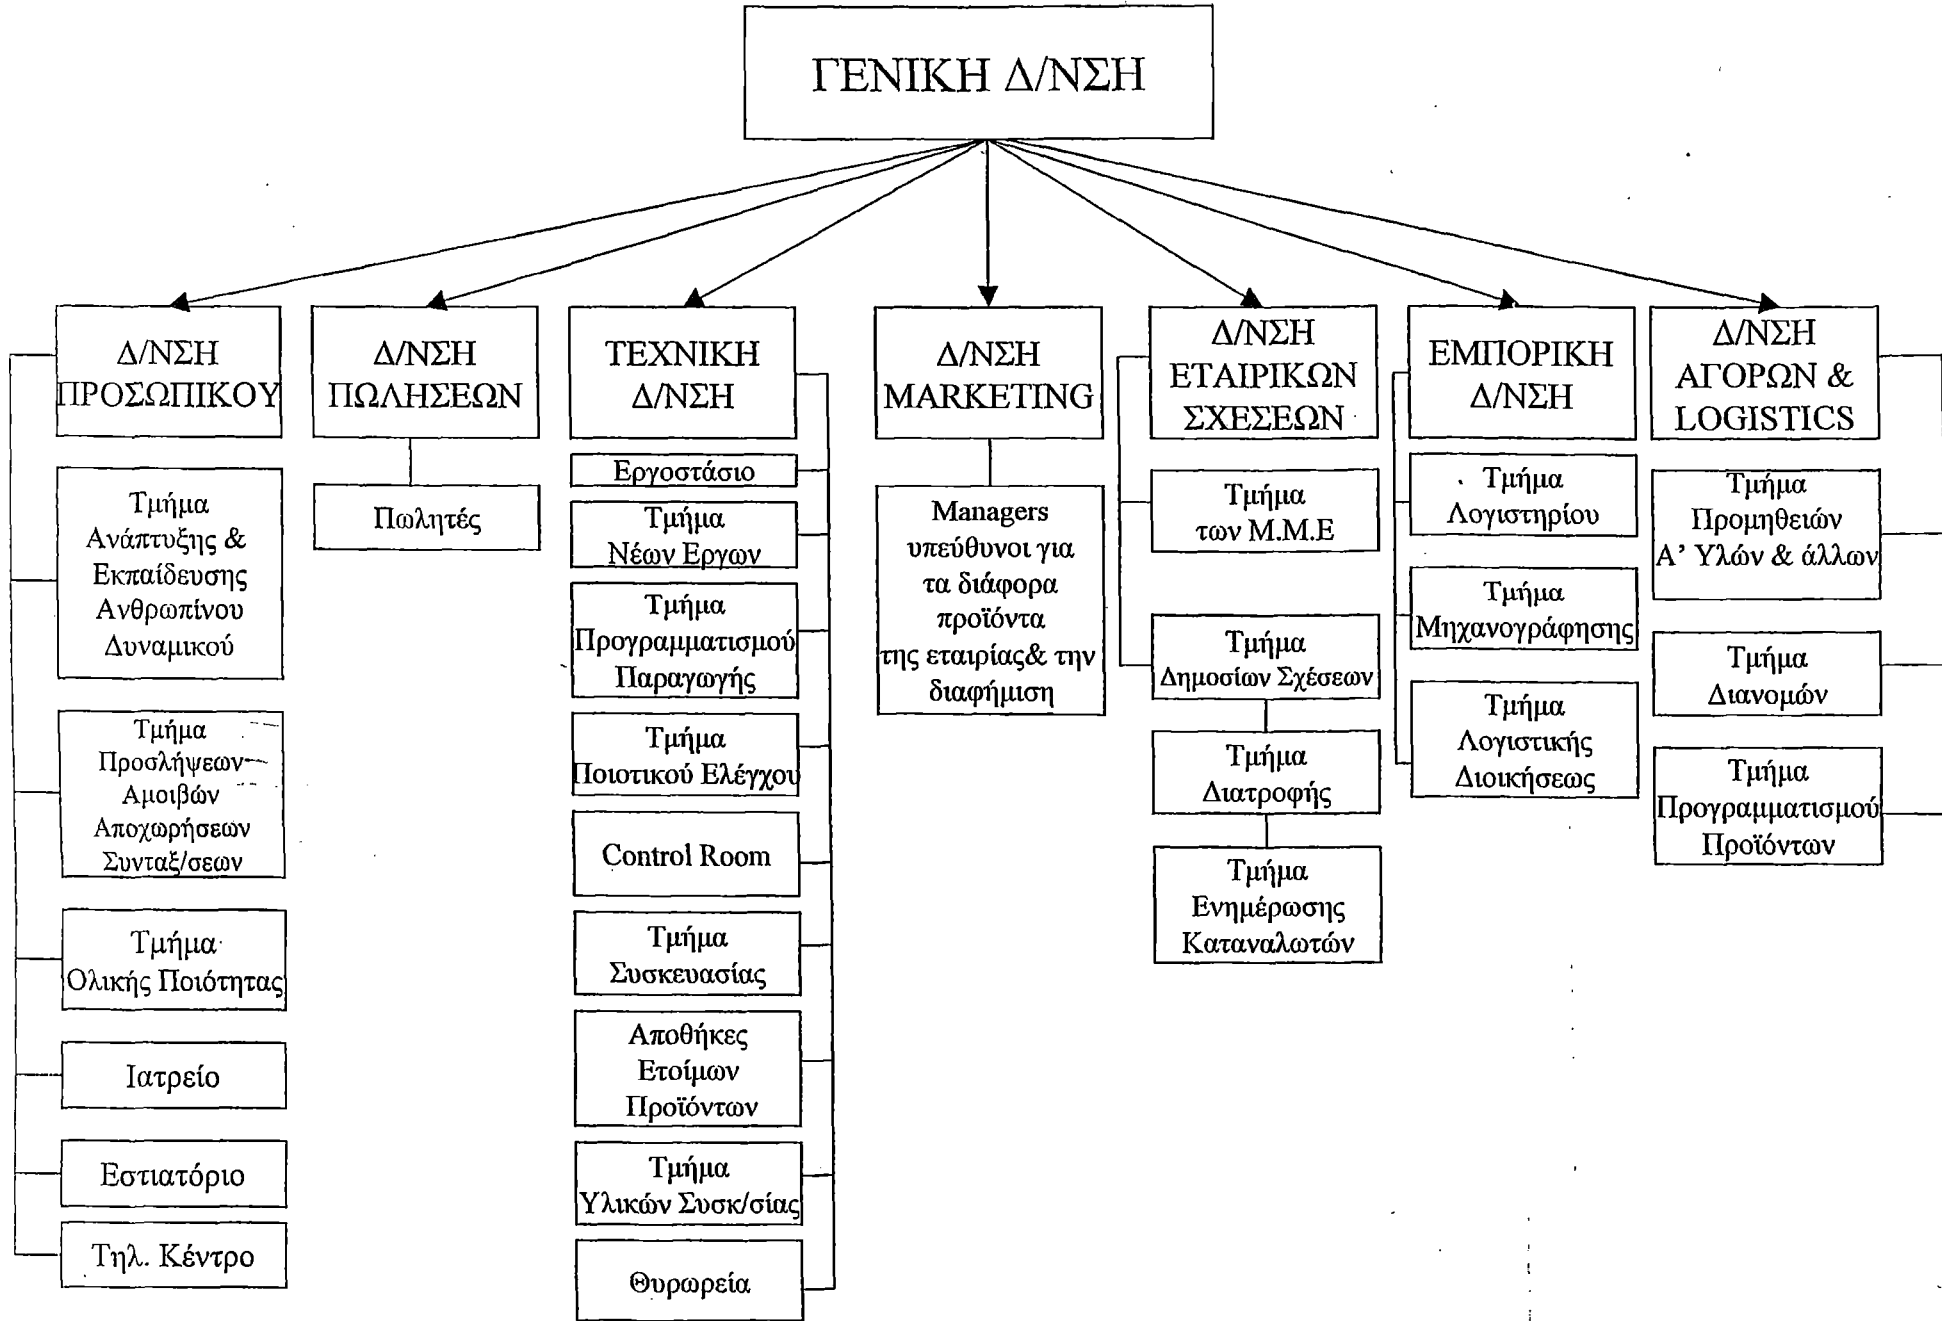 ΓΕΝΙΚΗ Δ/ΝΣΗ
Δ/ΝΣΗ
ΠΡΟΣΩΠΙΚΟΥ
Τμήμα
Ανάπτυξης &
Εκπαίδευσης
Ανθρωπίνου
Δυναμικού
Τμήμα
Προσλήψεων
Αμοιβών
Αποχωρήσεων
Συνταξ/σεων
Τμήμα
Ολικής Ποιότητας
Ιατρείο
Εστιατόριο
Τηλ. Κέντρο
Δ/ΝΣΗ
ΠΩΛΗΣΕΩΝ
Πωλητές
ΤΕΧΝΙΚΗ
Δ/ΝΣΗ
Εργοστάσιο
Τμήμα
Νέων Εργων
Τμήμα
Προγραμματισμού
Παραγωγής
Τμήμα
Ποιοτικού Ελέγχου
Control Room
Τμήμα
Συσκευασίας
Αποθήκες
Ετοίμων
Προϊόντων
Τμήμα
Υλικών Συσκ/σίας
Θυρωρεία
Δ/ΝΣΗ
MARKETING
Managers
υπεύθυνοι για
τα διάφορα
προϊόντα
της εταιρίας& την
διαφήμιση
Δ/ΝΣΗ
ΕΤΑΙΡΙΚΩΝ
ΣΧΕΣΕΩΝ
Τμήμα
των Μ.Μ.Ε
Τμήμα
Δημοσίων Σχέσεων
Τμήμα
Διατροφής
Τμήμα
Ενημέρωσης
Καταναλωτών
ΕΜΠΟΡΙΚΗ
Δ/ΝΣΗ
Τμήμα
Λογιστηρίου
Τμήμα
Μηχανογράφησης
Τμήμα
Λογιστικής
Διοικήσεως
Δ/ΝΣΗ
ΑΓΟΡΩΝ &
LOGISTICS
Τμήμα
Προμηθειών
Α' Υλών & άλλων
Τμήμα
Διανομών
Τμήμα
Προγραμματισμού
Προϊόντων